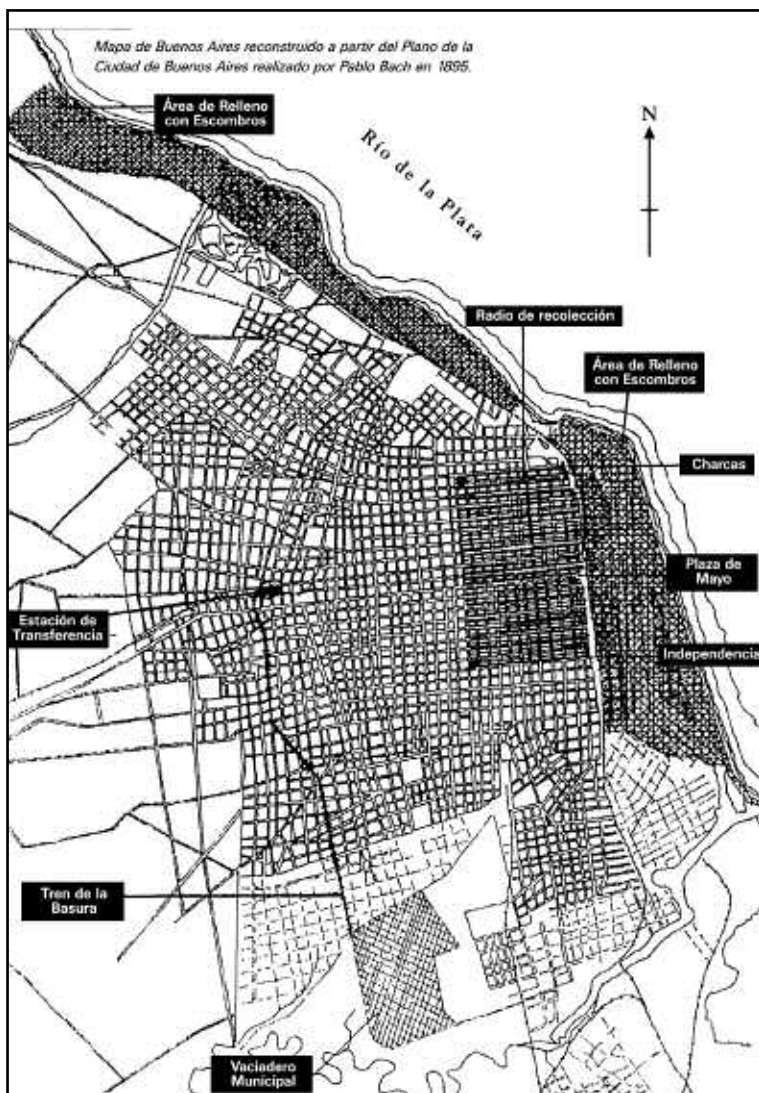 Mapa de Buenos Aires reconstruido a partir del Plano de la
Ciudad de Buenos Aires realizado por Pablo Bach en 1895.
Área de Relleno
con Escombros
N
Río de la Plata
Radio de recolección
Área de Relleno
con Escombros
Charcas
Plaza de
Mayo
Estación de
Transferencia
Independencia
Tren de la
Basura
Vaciadero
Municipal